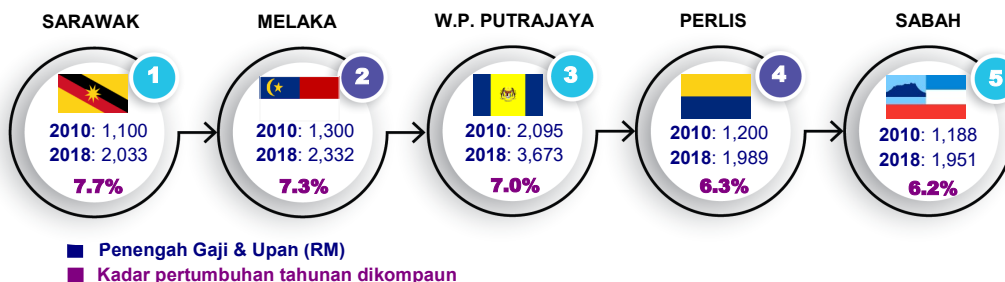 SARAWAK
1
2010: 1,100
2018: 2,033
7.7%
MELAKA
2
2010: 1,300
2018: 2,332
7.3%
W.P. PUTRAJAYA
3
2010: 2,095
2018: 3,673
7.0%
PERLIS
4
2010: 1,200
2018: 1,989
6.3%
SABAH
5
2010: 1,188
2018: 1,951
6.2%
Penengah Gaji & Upan (RM)
Kadar pertumbuhan tahunan dikompaun